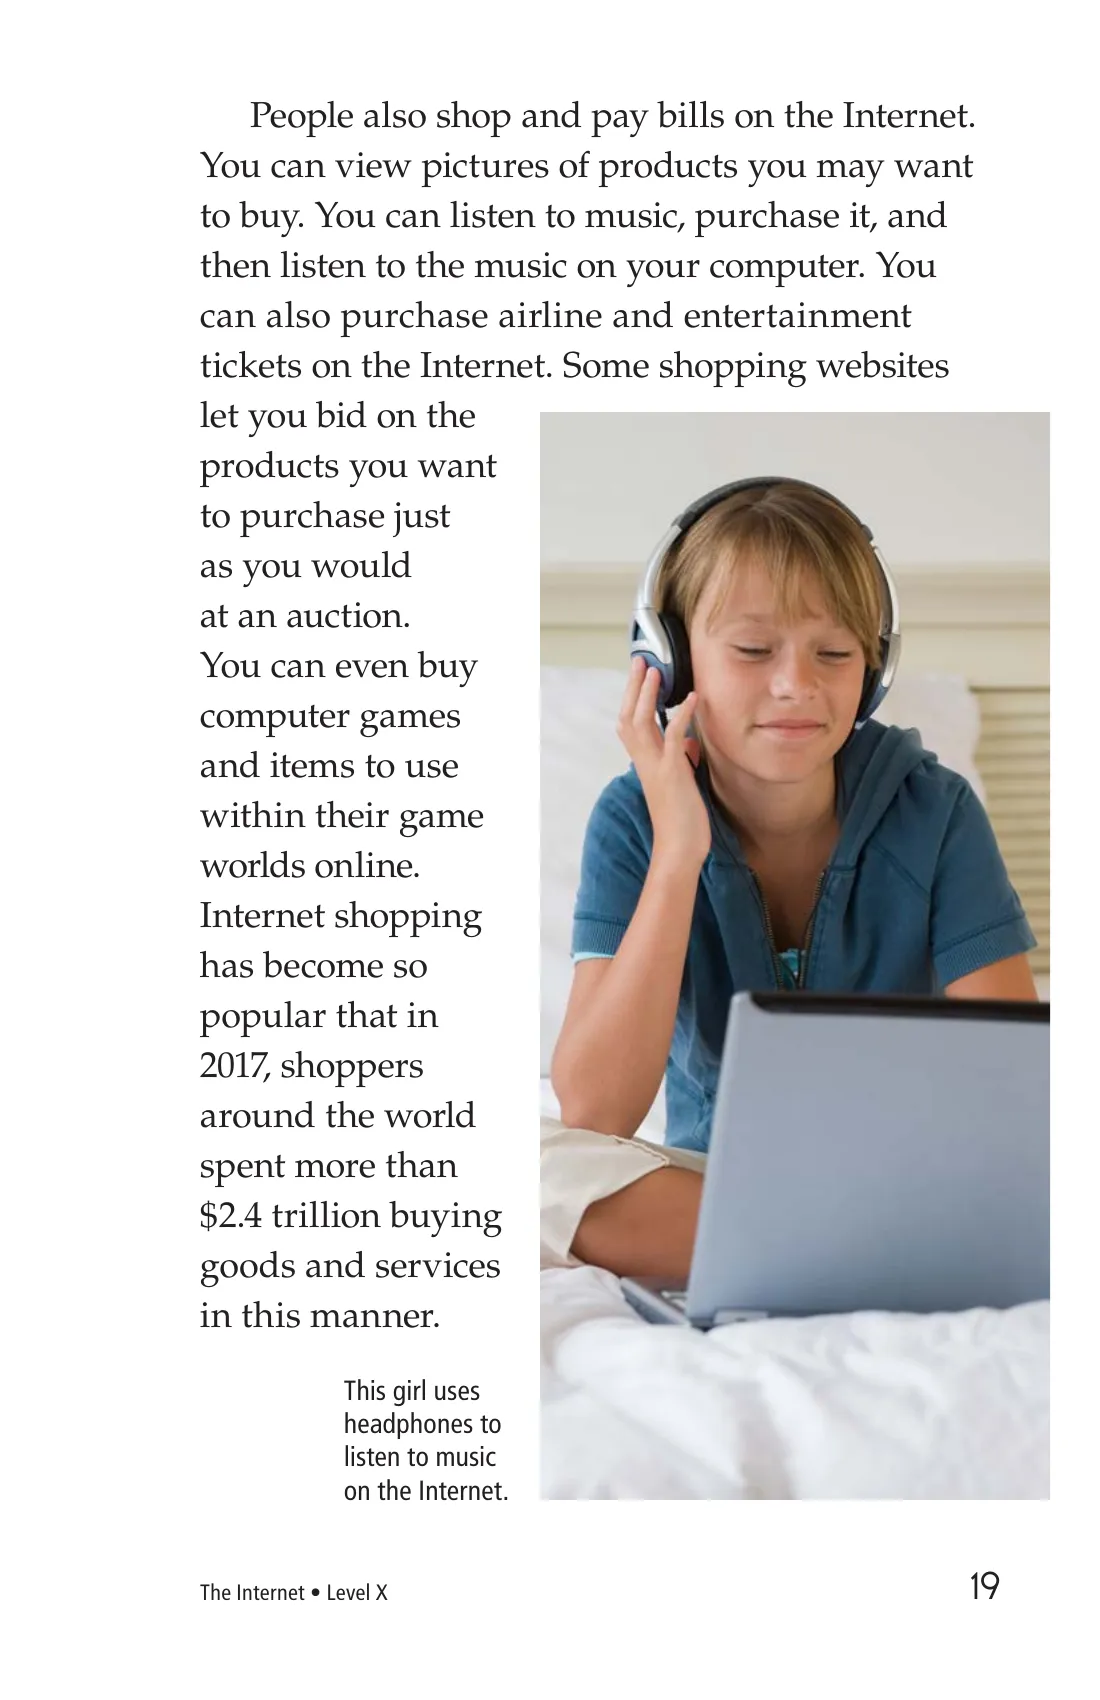 People also shop and pay bills on the Internet.
You can view pictures of products you may want
to buy. You can listen to music, purchase it, and
then listen to the music on your computer. You
can also purchase airline and entertainment
tickets on the Internet. Some shopping websites
let you bid on the
products you want
to purchase just
as you would
at an auction.
You can even buy
computer games
and items to use
within their game
worlds online.
Internet shopping
has become so
popular that in
2017, shoppers
around the world
spent more than
$2.4 trillion buying
goods and services
in this manner.
This girl uses
headphones to
listen to music
on the Internet.
The Internet • Level X
19